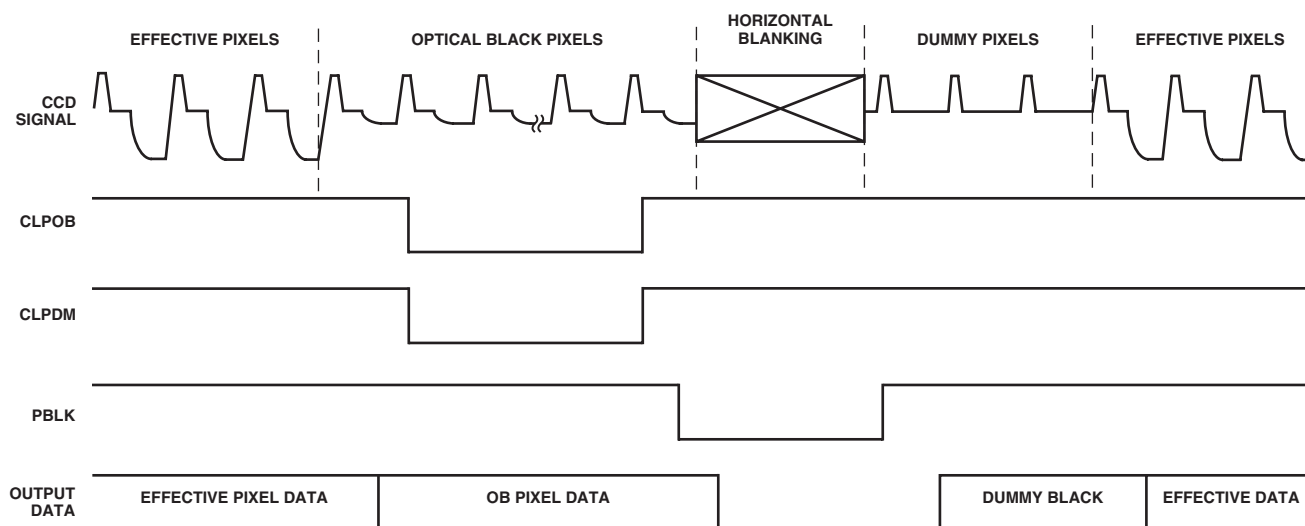 HORIZONTAL
BLANKING
EFFECTIVE PIXELS
OPTICAL BLACK PIXELS
DUMMY PIXELS
EFFECTIVE PIXELS
CCD
SIGNAL
CLPOB
CLPDM
PBLK
OUTPUT
DATA
EFFECTIVE PIXEL DATA
OB PIXEL DATA
DUMMY BLACK
EFFECTIVE DATA